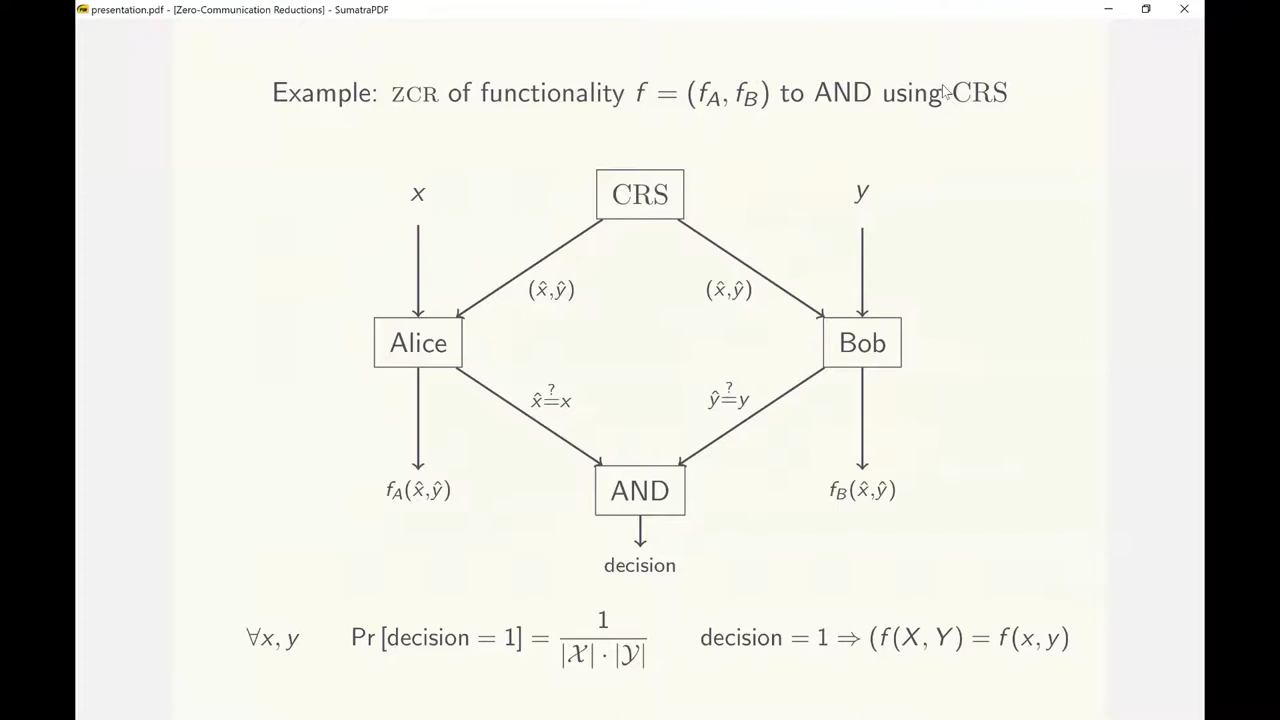 presentation.pdf - [Zero-Communication Reductions] - SumatraPDF
Example: ZCR of functionality f = (f_A, f_B) to AND using CRS
x
CRS
y
(x̂,ŷ)
(x̂,ŷ)
Alice
Bob
x̂ ?= x
ŷ ?= y
f_A(x̂,ŷ)
AND
f_B(x̂,ŷ)
decision
∀x, y Pr [decision = 1] = 1 / |𝒳| · |𝒴| decision = 1 ⇒ (f(X, Y) = f(x, y)